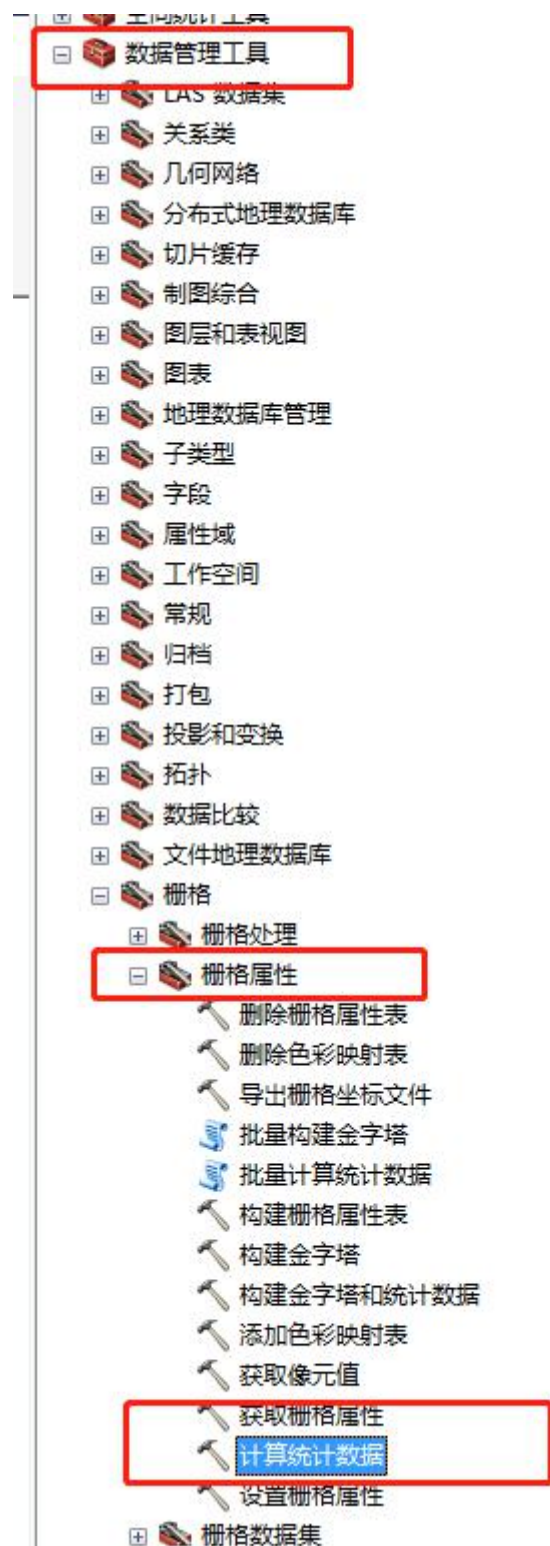 空间统计工具
数据管理工具
LAS 数据集
关系类
几何网络
分布式地理数据库
切片缓存
制图综合
图层和表视图
图表
地理数据库管理
子类型
字段
属性域
工作空间
常规
归档
打包
投影和变换
拓扑
数据比较
文件地理数据库
栅格
栅格处理
栅格属性
删除栅格属性表
删除色彩映射表
导出栅格坐标文件
批量构建金字塔
批量计算统计数据
构建栅格属性表
构建金字塔
构建金字塔和统计数据
添加色彩映射表
获取像元值
获取栅格属性
计算统计数据
设置栅格属性
栅格数据集